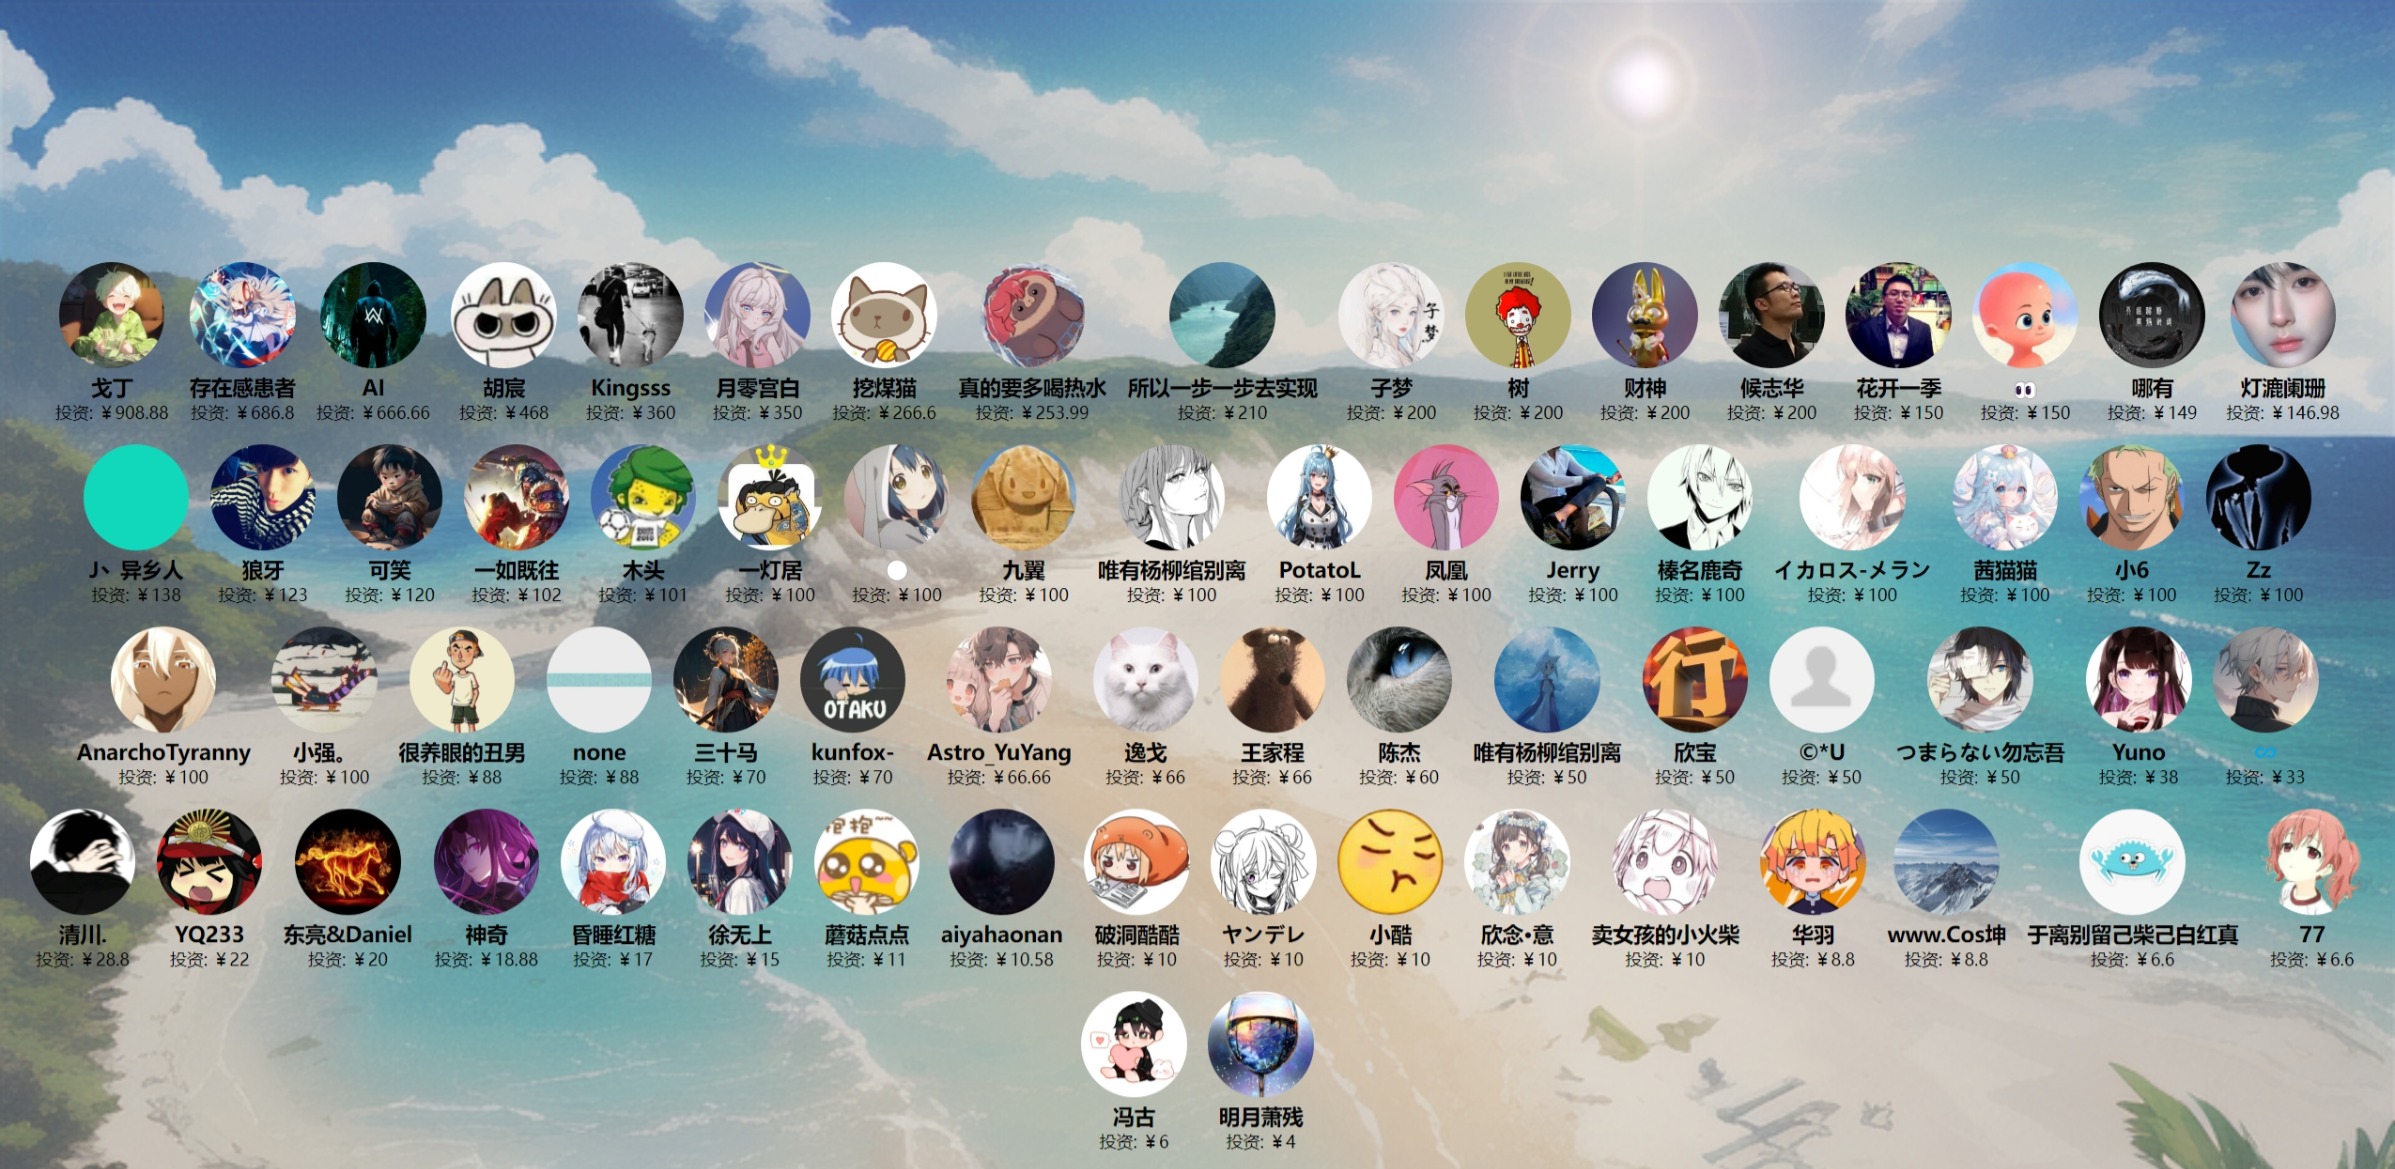 戈丁
投资: ￥908.88
存在感患者
投资: ￥686.8
AI
投资: ￥666.66
胡宸
投资: ￥468
Kingsss
投资: ￥360
月零宫白
投资: ￥350
挖煤猫
投资: ￥266.6
真的要多喝热水
投资: ￥253.99
所以一步一步去实现
投资: ￥210
子梦
子梦
投资: ￥200
树
投资: ￥200
财神
投资: ￥200
候志华
投资: ￥200
花开一季
投资: ￥150
👀
投资: ￥150
哪有
投资: ￥149
灯漉阑珊
投资: ￥146.98
J丶异乡人
投资: ￥138
狼牙
投资: ￥123
可笑
投资: ￥120
一如既往
投资: ￥102
木头
投资: ￥101
一灯居
投资: ￥100
投资: ￥100
九翼
投资: ￥100
唯有杨柳绾别离
投资: ￥100
PotatoL
投资: ￥100
凤凰
投资: ￥100
Jerry
投资: ￥100
榛名鹿奇
投资: ￥100
イカロス-メラン
投资: ￥100
茜猫猫
投资: ￥100
小6
投资: ￥100
Zz
投资: ￥100
AnarchoTyranny
投资: ￥100
小强。
投资: ￥100
很养眼的丑男
投资: ￥88
none
投资: ￥88
三十马
投资: ￥70
OTAKU
kunfox-
投资: ￥70
Astro_YuYang
投资: ￥66.66
逸戈
投资: ￥66
王家程
投资: ￥66
陈杰
投资: ￥60
唯有杨柳绾别离
投资: ￥50
行
欣宝
投资: ￥50
©*U
投资: ￥50
つまらない勿忘吾
投资: ￥50
Yuno
投资: ￥38
∞
投资: ￥33
清川.
投资: ￥28.8
YQ233
投资: ￥22
东亮&Daniel
投资: ￥20
神奇
投资: ￥18.88
昏睡红糖
投资: ￥17
徐无上
投资: ￥15
抱抱~~
蘑菇点点
投资: ￥11
aiyahaonan
投资: ￥10.58
破洞酷酷
投资: ￥10
ヤンデレ
投资: ￥10
小酷
投资: ￥10
欣念•意
投资: ￥10
卖女孩的小火柴
投资: ￥10
华羽
投资: ￥8.8
www.Cos坤
投资: ￥8.8
于离别留己柴己白红真
投资: ￥6.6
77
投资: ￥6.6
冯古
投资: ￥6
明月萧残
投资: ￥4